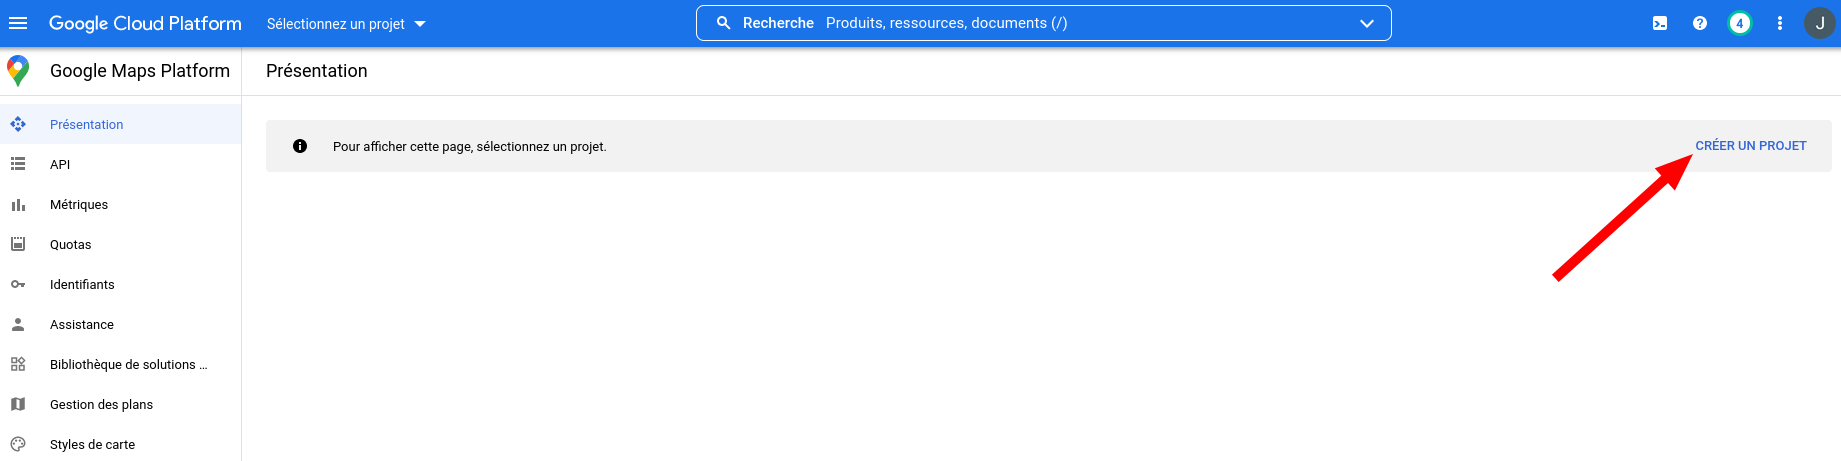 Google Cloud Platform
Sélectionnez un projet
Recherche Produits, ressources, documents (/)
4
J
Google Maps Platform
Présentation
Présentation
API
Métriques
Quotas
Identifiants
Assistance
Bibliothèque de solutions ...
Gestion des plans
Styles de carte
Pour afficher cette page, sélectionnez un projet.
CRÉER UN PROJET